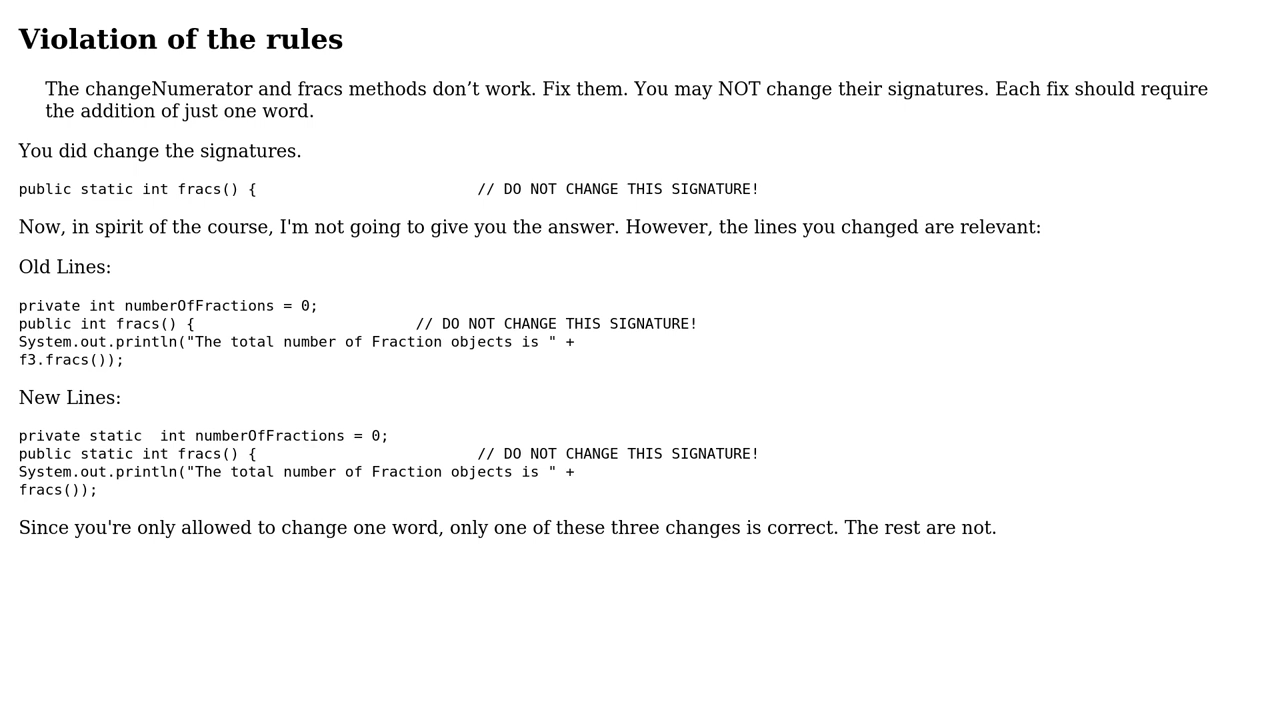 Violation of the rules
The changeNumerator and fracs methods don’t work. Fix them. You may NOT change their signatures. Each fix should require
the addition of just one word.
You did change the signatures.
public static int fracs() {                         // DO NOT CHANGE THIS SIGNATURE!
Now, in spirit of the course, I'm not going to give you the answer. However, the lines you changed are relevant:
Old Lines:
private int numberOfFractions = 0;
public int fracs() {                         // DO NOT CHANGE THIS SIGNATURE!
System.out.println("The total number of Fraction objects is " +
f3.fracs());
New Lines:
private static  int numberOfFractions = 0;
public static int fracs() {                         // DO NOT CHANGE THIS SIGNATURE!
System.out.println("The total number of Fraction objects is " +
fracs());
Since you're only allowed to change one word, only one of these three changes is correct. The rest are not.